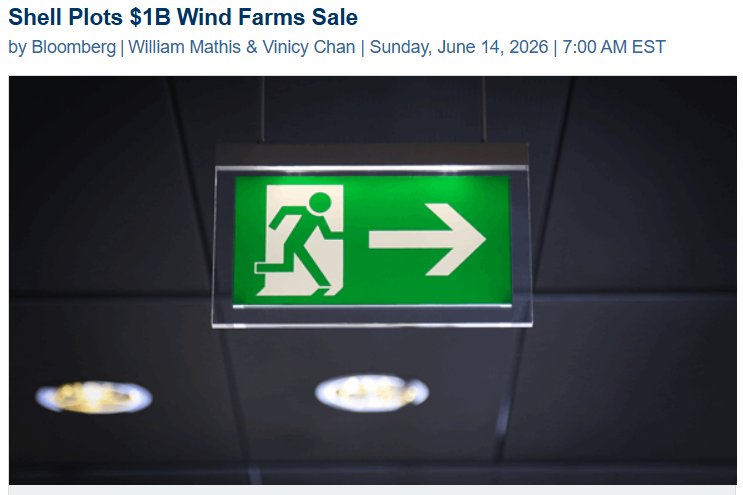 Shell Plots $1B Wind Farms Sale
by Bloomberg | William Mathis & Vinicy Chan | Sunday, June 14, 2026 | 7:00 AM EST